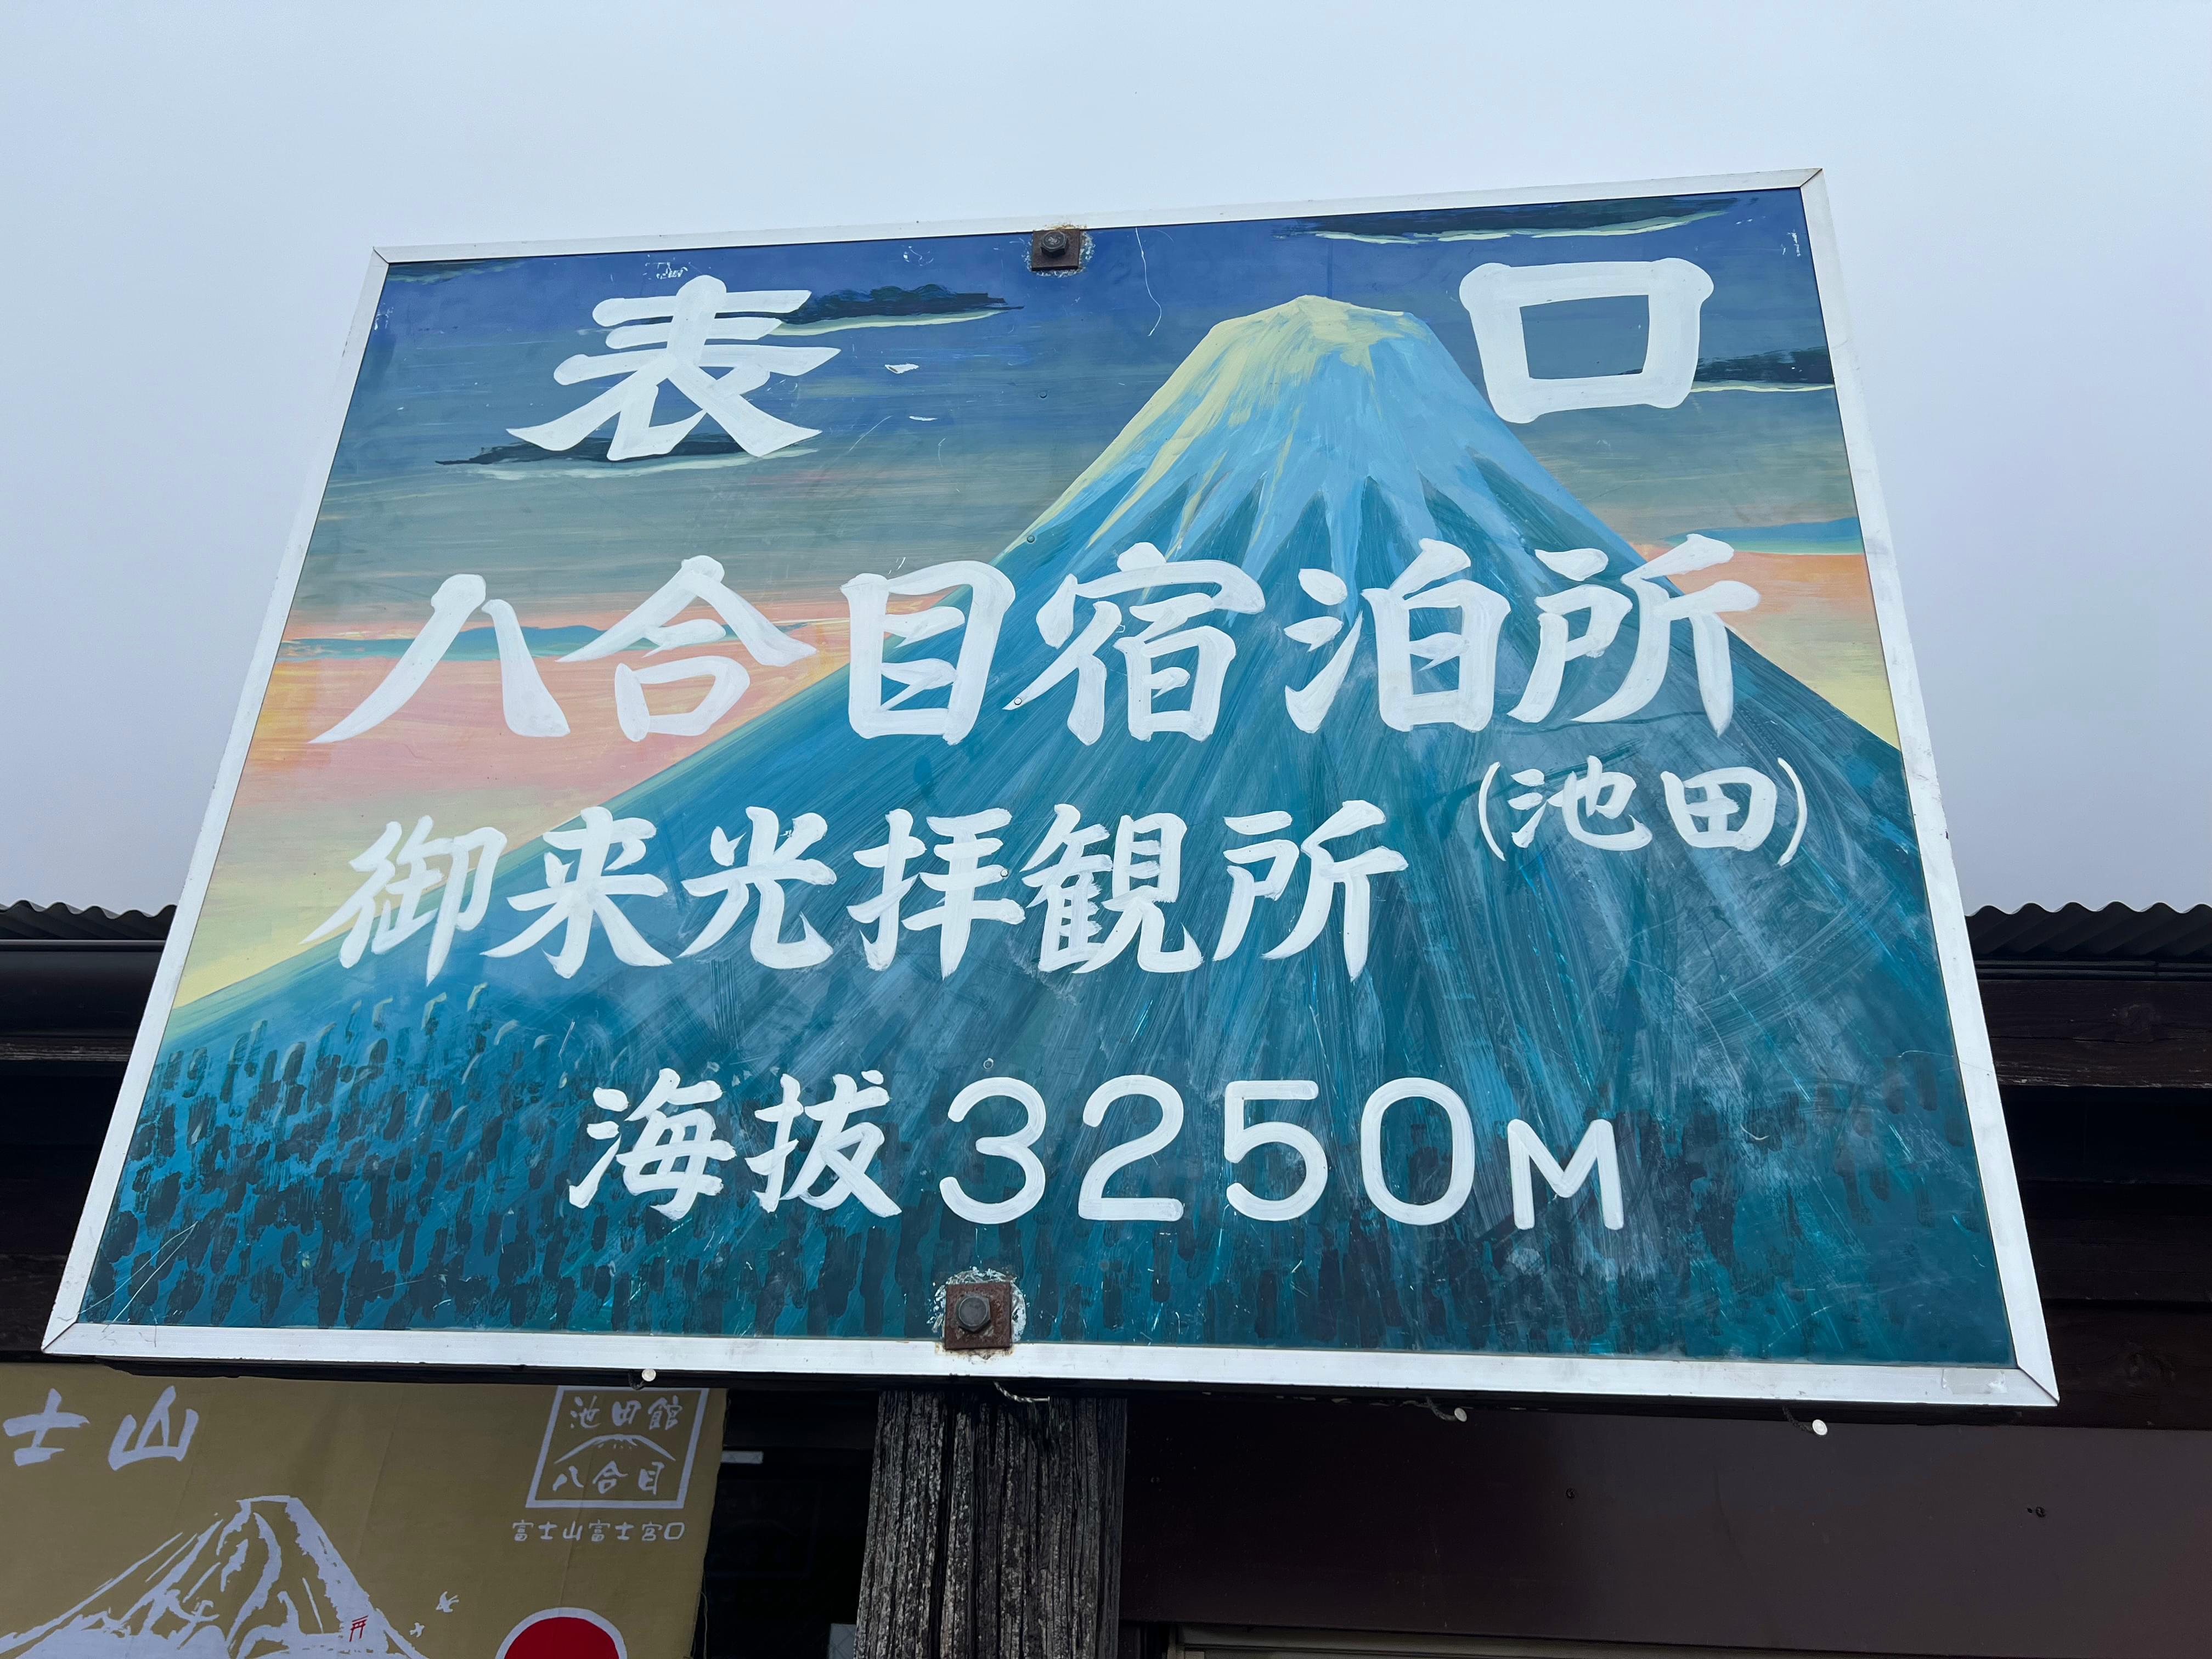 表 口
八合目宿泊所
(池田)
御来光拝観所
海抜3250M
士山
池田館
八合目
富士山富士宮口